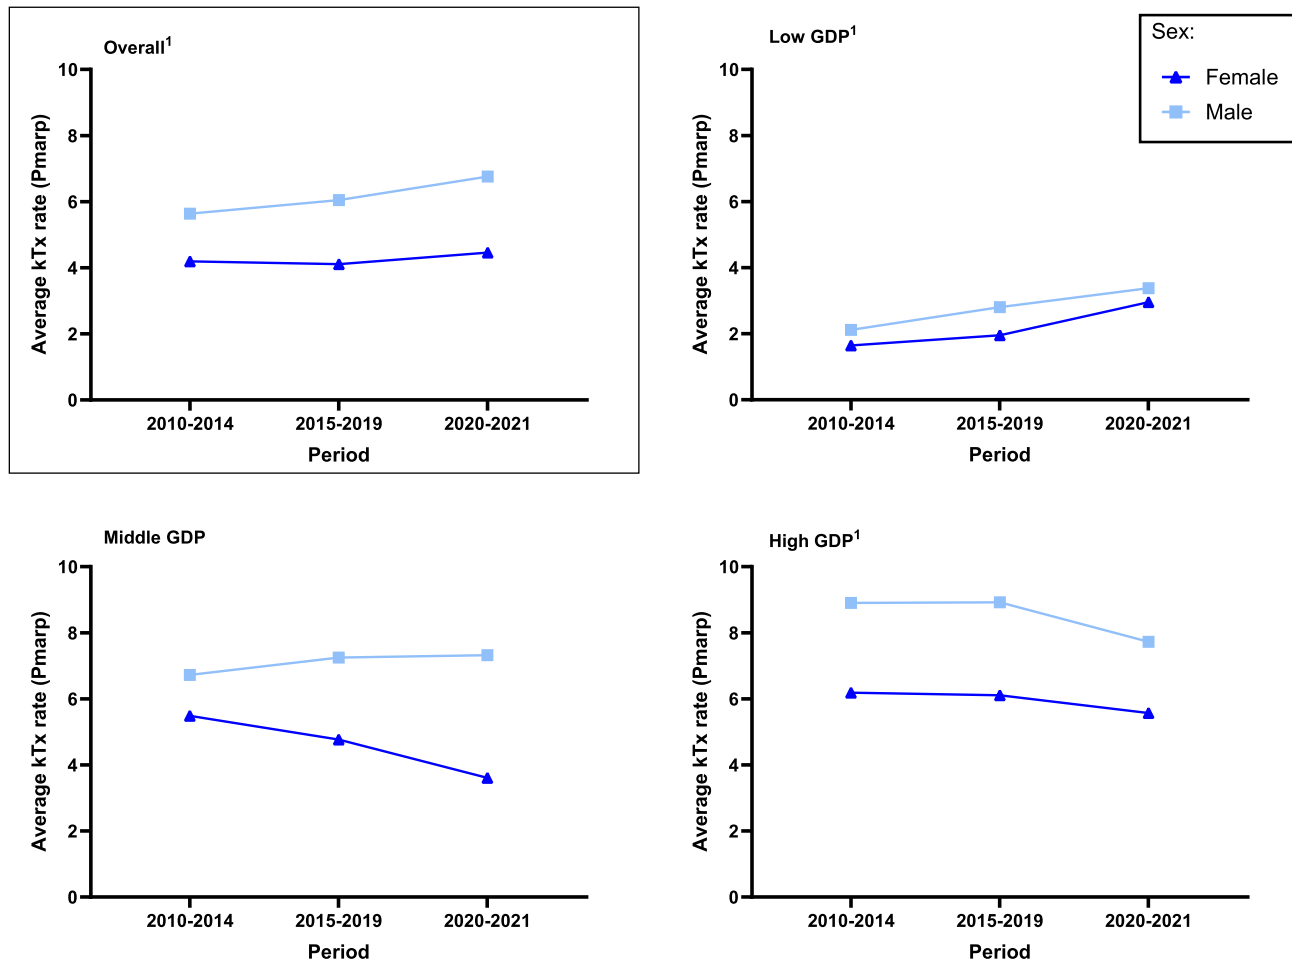 Overall1
Average kTx rate (Pmarp)
10
8
6
4
2
0
2010-2014
2015-2019
2020-2021
Period
Low GDP1
Average kTx rate (Pmarp)
10
8
6
4
2
0
2010-2014
2015-2019
2020-2021
Period
Sex:
Female
Male
Middle GDP
Average kTx rate (Pmarp)
10
8
6
4
2
0
2010-2014
2015-2019
2020-2021
Period
High GDP1
Average kTx rate (Pmarp)
10
8
6
4
2
0
2010-2014
2015-2019
2020-2021
Period